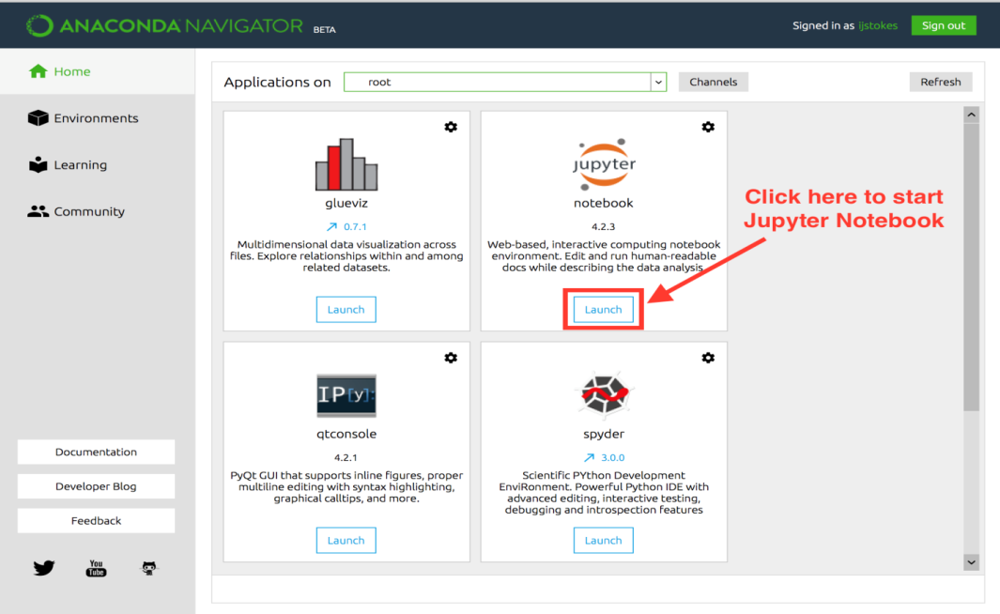 ANACONDA NAVIGATOR BETA
Signed in as ijstokes
Sign out
Home
Environments
Learning
Community
Documentation
Developer Blog
Feedback
You
Tube
Applications on
root
Channels
Refresh
glueviz
0.7.1
Multidimensional data visualization across
files. Explore relationships within and among
related datasets.
Launch
jupyter
notebook
4.2.3
Web-based, interactive computing notebook
environment. Edit and run human-readable
docs while describing the data analysis.
Launch
Click here to start
Jupyter Notebook
IP[y]:
qtconsole
4.2.1
PyQt GUI that supports inline figures, proper
multiline editing with syntax highlighting,
graphical calltips, and more.
Launch
spyder
3.0.0
Scientific PYthon Development
EnviRonment. Powerful Python IDE with
advanced editing, interactive testing,
debugging and introspection features
Launch